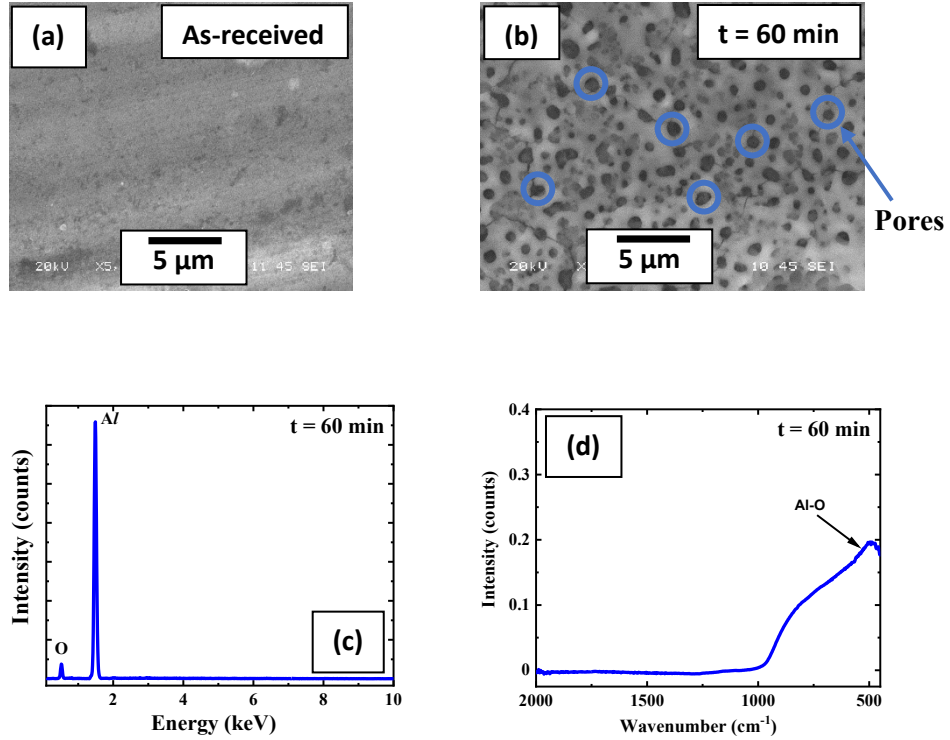 (a)
As-received
5 µm
20kV X5,
11 45 SEI
(b)
t = 60 min
Pores
5 µm
20kV X
10 45 SEI
Al
t = 60 min
Intensity (counts)
O
(c)
2 4 6 8 10
Energy (keV)
0.4
(d)
t = 60 min
0.3
Al-O
Intensity (counts)
0.2
0.1
0
2000 1500 1000 500
Wavenumber (cm⁻¹)